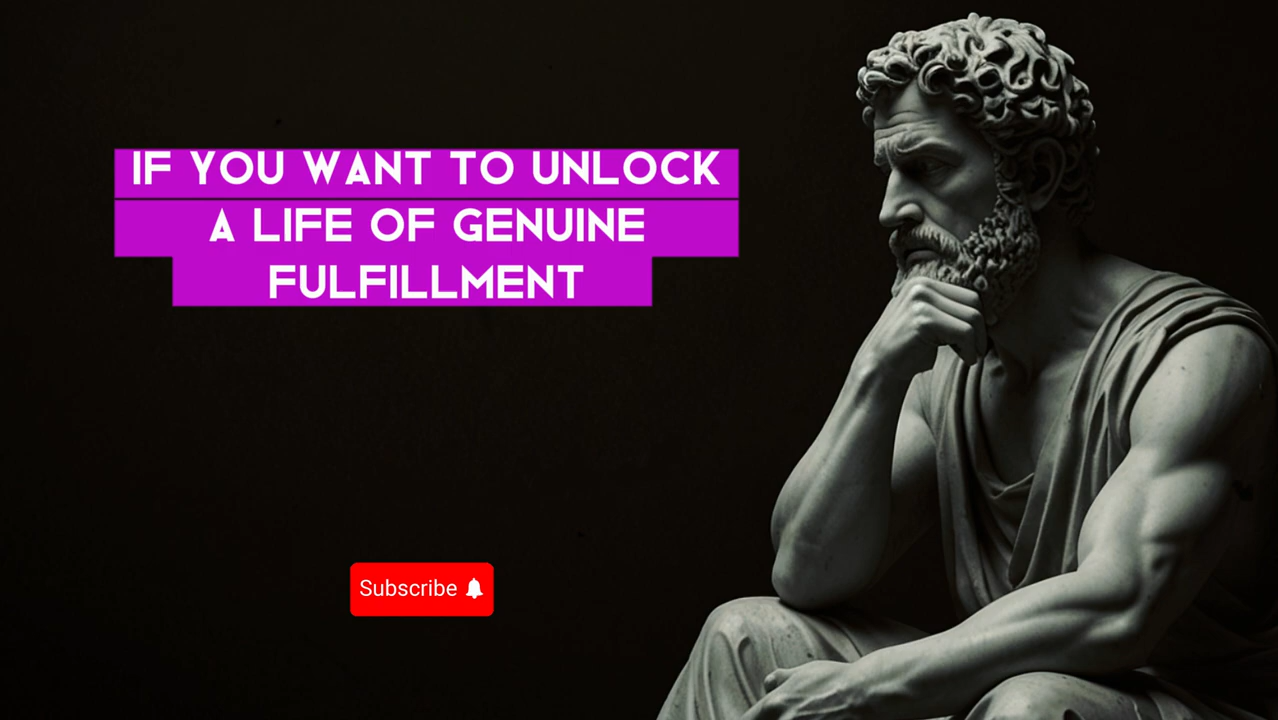 IF YOU WANT TO UNLOCK
A LIFE OF GENUINE
FULFILLMENT
Subscribe